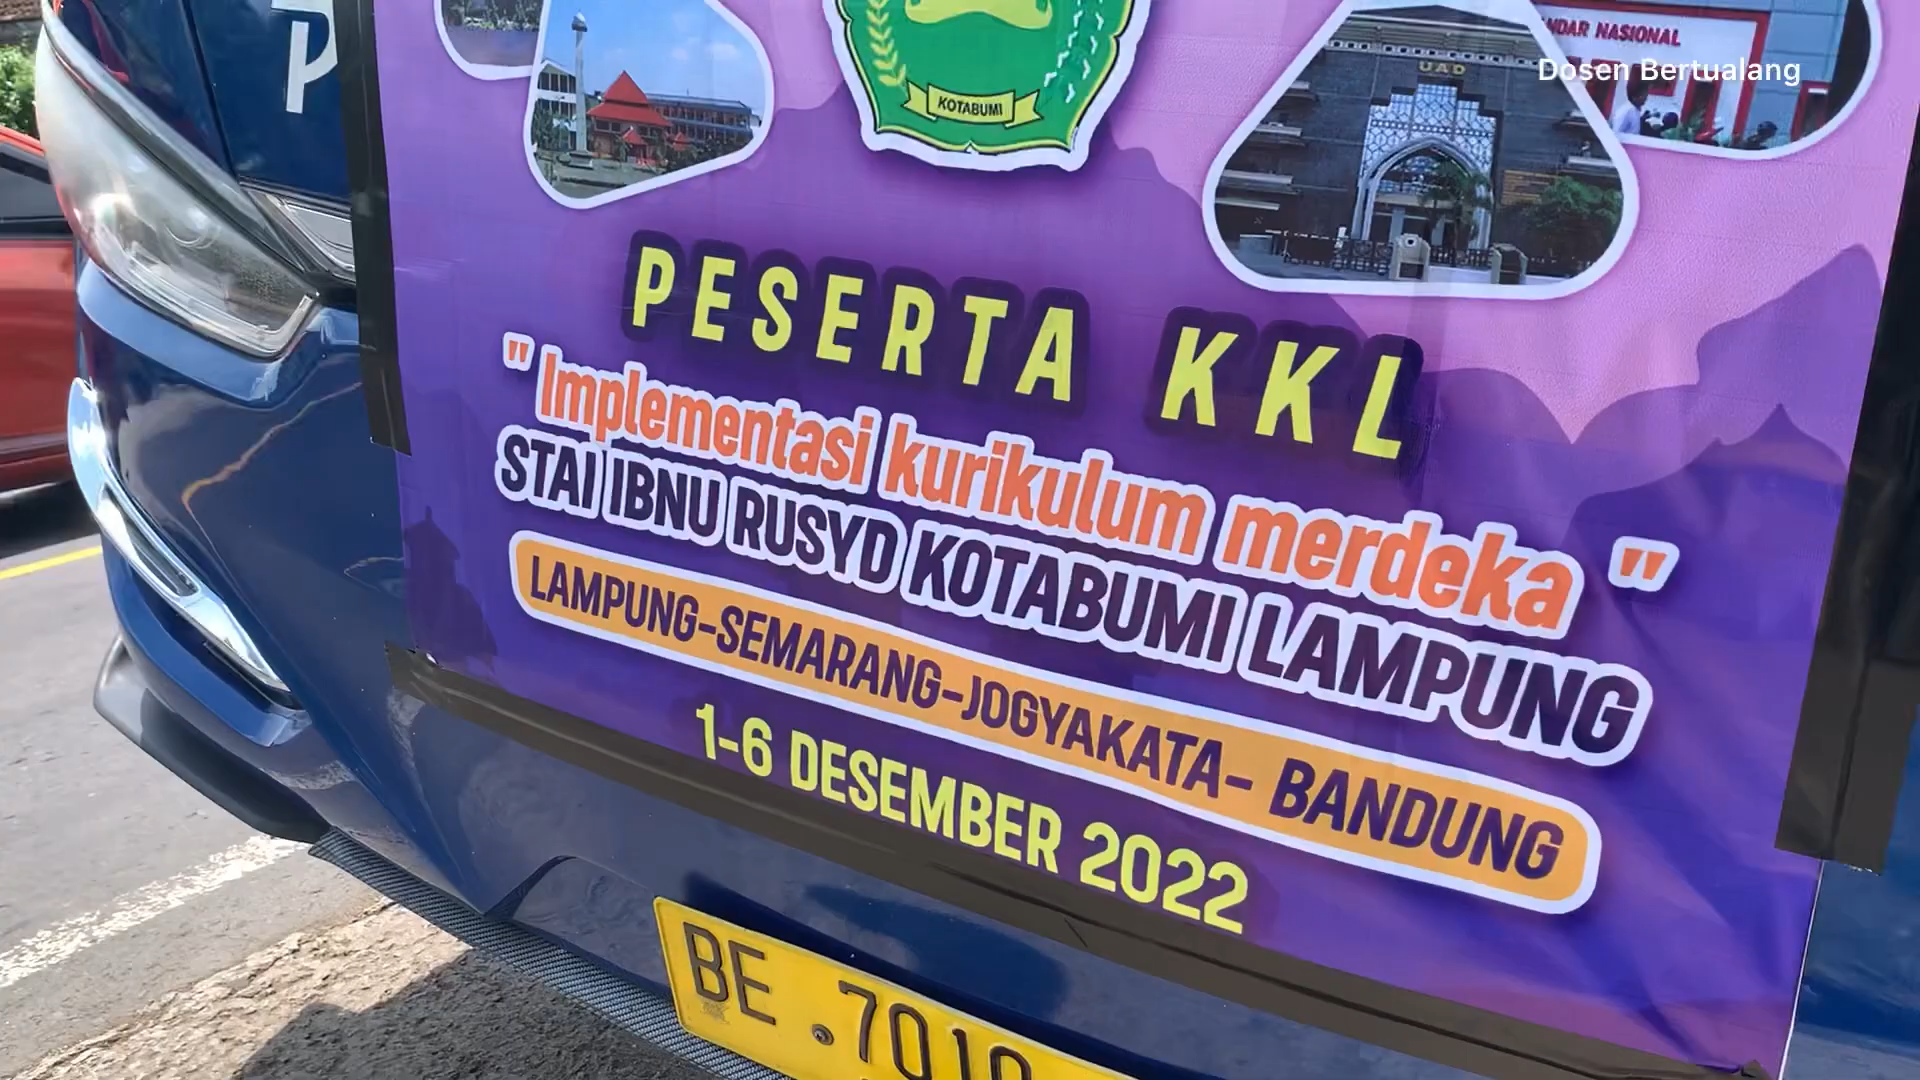 NDAR NASIONAL
UAD
Dosen Bertualang
KOTABUMI
PESERTA KKL
" Implementasi kurikulum merdeka "
STAI IBNU RUSYD KOTABUMI LAMPUNG
LAMPUNG-SEMARANG-JOGYAKATA- BANDUNG
1-6 DESEMBER 2022
BE 7010